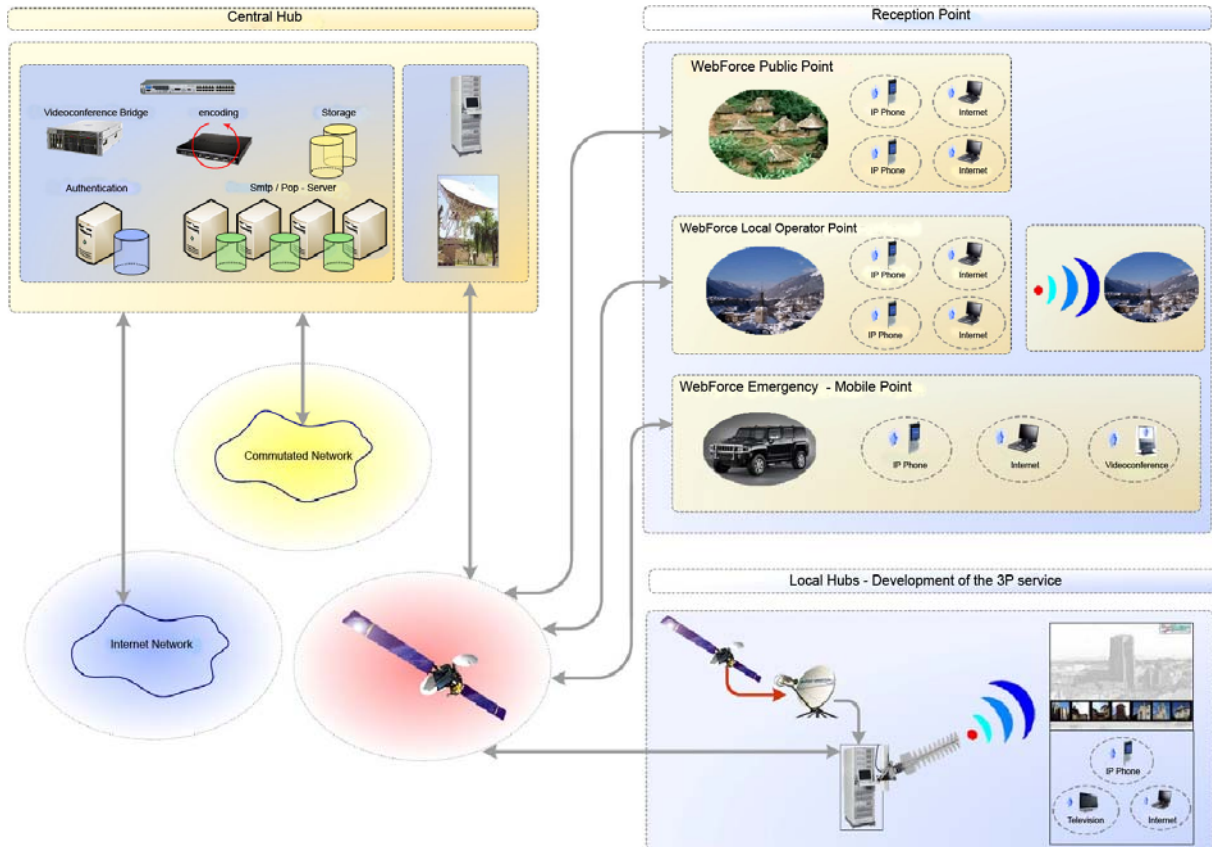 Central Hub
Videoconference Bridge
encoding
Storage
Authentication
Smtp / Pop - Server
Commutated Network
Internet Network
Reception Point
WebForce Public Point
IP Phone
Internet
IP Phone
Internet
WebForce Local Operator Point
IP Phone
Internet
IP Phone
Internet
WebForce Emergency - Mobile Point
IP Phone
Internet
Videoconference
Local Hubs - Development of the 3P service
IP Phone
Television
Internet